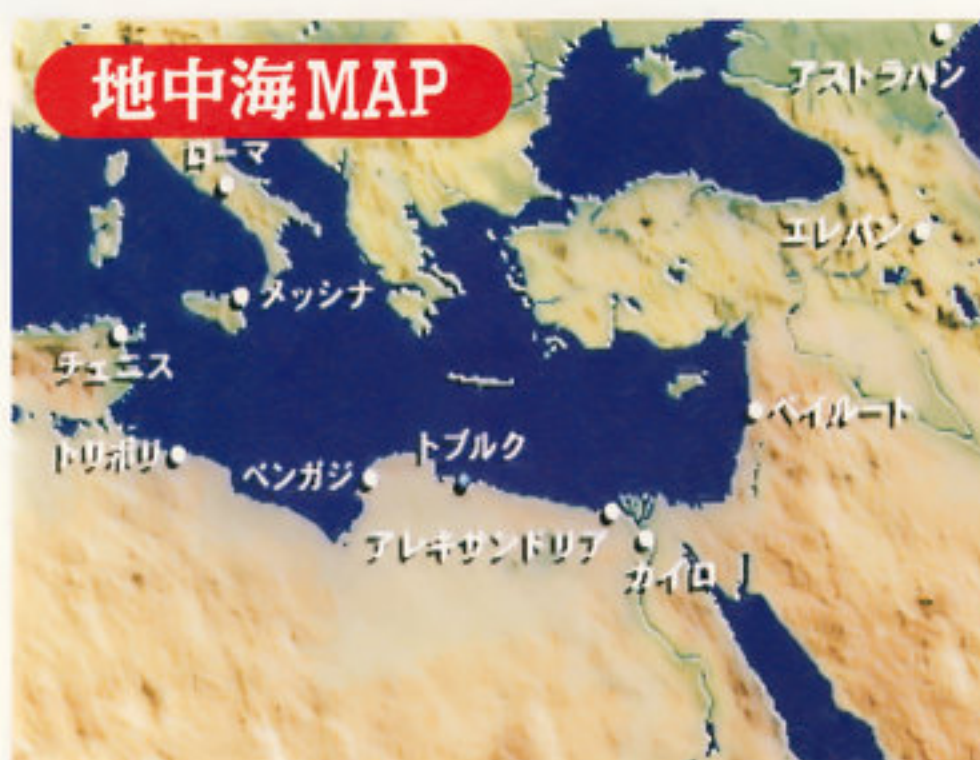 地中海MAP
アストラハン
ローマ
エレバン
メッシナ
チェニス
ベイルート
トリポリ
ベンガジ
トブルク
アレキサンドリア
カイロ